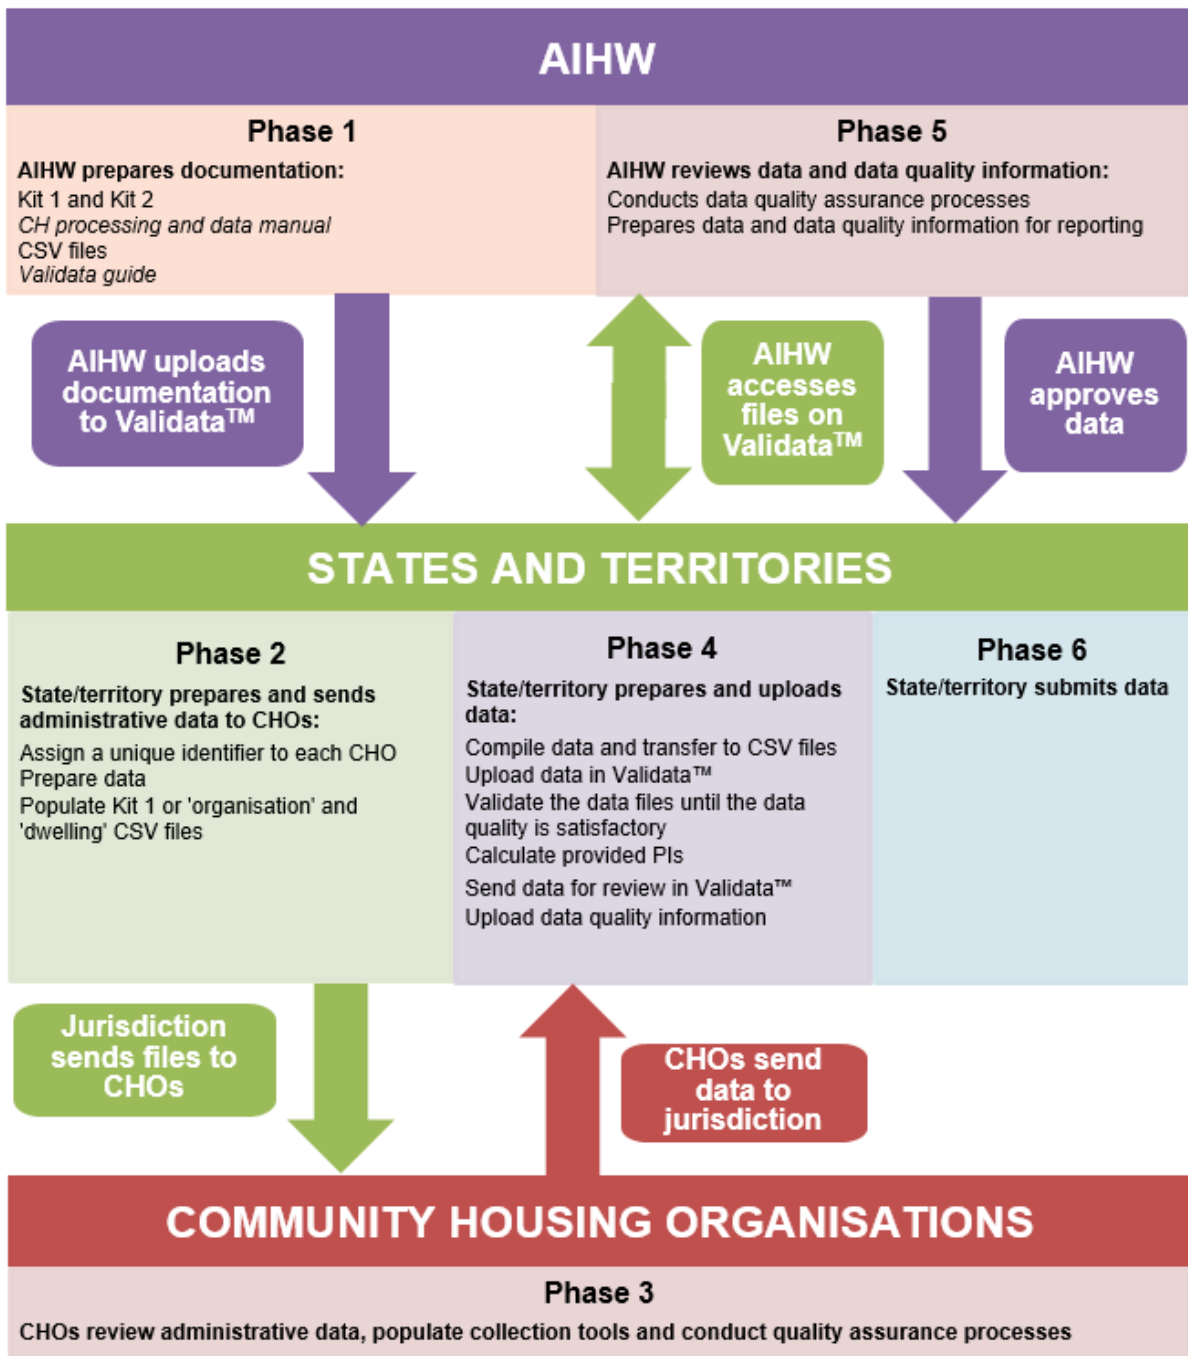 AIHW
Phase 1
AIHW prepares documentation:
Kit 1 and Kit 2
CH processing and data manual
CSV files
Validata guide
Phase 5
AIHW reviews data and data quality information:
Conducts data quality assurance processes
Prepares data and data quality information for reporting
AIHW uploads
documentation
to Validata™
AIHW
accesses
files on
Validata™
AIHW
approves
data
STATES AND TERRITORIES
Phase 2
State/territory prepares and sends
administrative data to CHOs:
Assign a unique identifier to each CHO
Prepare data
Populate Kit 1 or 'organisation' and
'dwelling' CSV files
Phase 4
State/territory prepares and uploads
data:
Compile data and transfer to CSV files
Upload data in Validata™
Validate the data files until the data
quality is satisfactory
Calculate provided PIs
Send data for review in Validata™
Upload data quality information
Phase 6
State/territory submits data
Jurisdiction
sends files to
CHOs
CHOs send
data to
jurisdiction
COMMUNITY HOUSING ORGANISATIONS
Phase 3
CHOs review administrative data, populate collection tools and conduct quality assurance processes